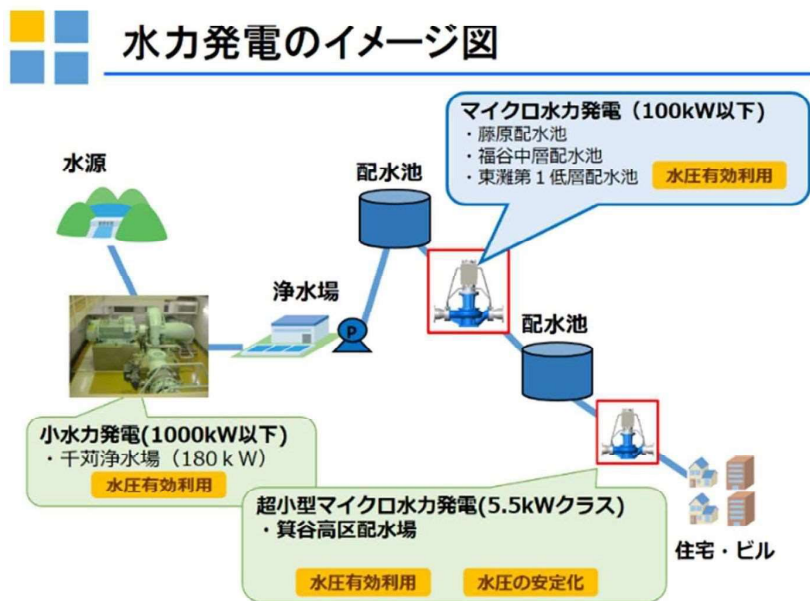 水力発電のイメージ図
マイクロ水力発電（100kW以下）
・藤原配水池
・福谷中層配水池
・東灘第１低層配水池
水圧有効利用
水源
配水池
浄水場
P
配水池
小水力発電(1000kW以下)
・千苅浄水場（180ｋＷ）
水圧有効利用
超小型マイクロ水力発電(5.5kWクラス)
・箕谷高区配水場
水圧有効利用
水圧の安定化
住宅・ビル